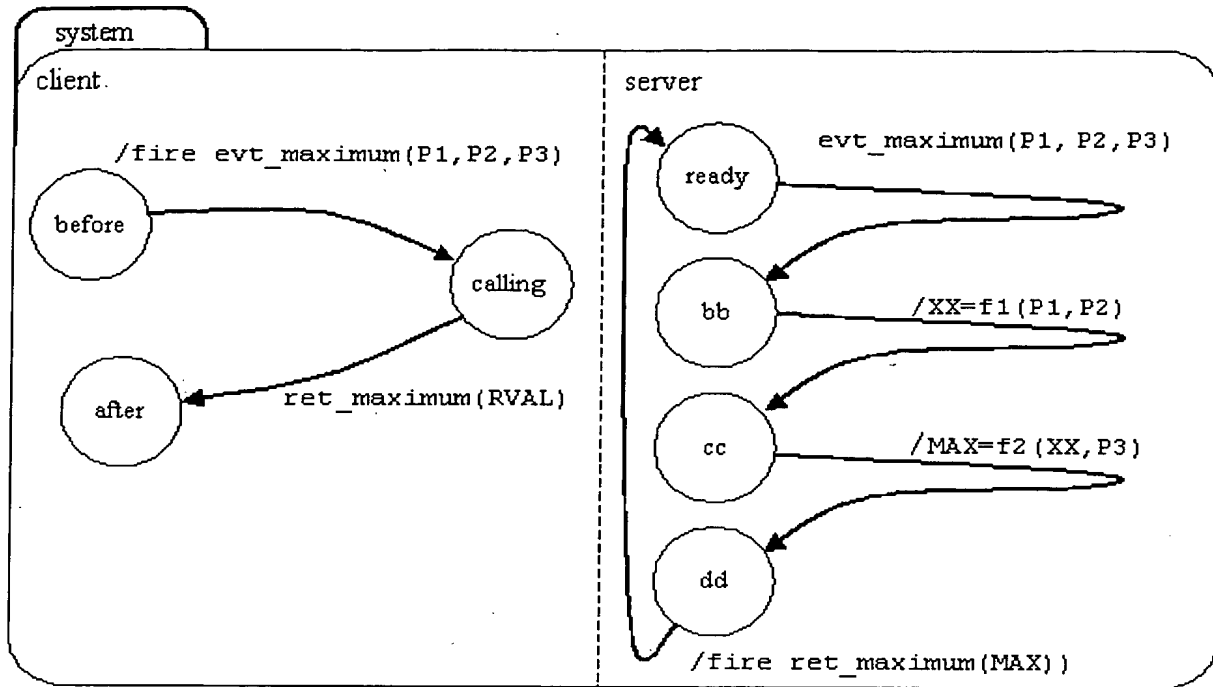 system
client.
/fire evt_maximum(P1,P2,P3)
before
calling
after
ret_maximum(RVAL)
server
evt_maximum(P1, P2,P3)
ready
bb
/XX=f1(P1,P2)
cc
/MAX=f2(XX,P3)
dd
/fire ret_maximum(MAX))